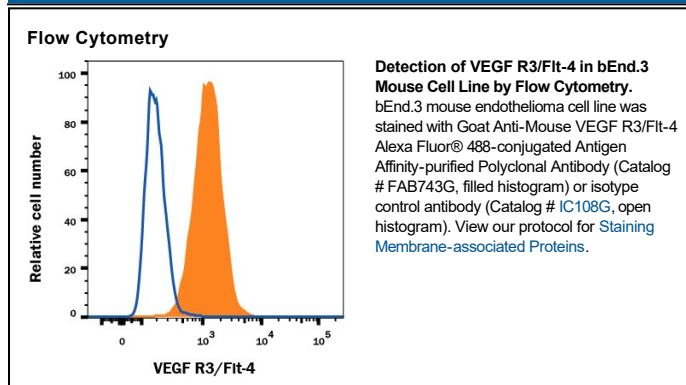 Flow Cytometry
Detection of VEGF R3/Flt-4 in bEnd.3
Mouse Cell Line by Flow Cytometry.
bEnd.3 mouse endothelioma cell line was
stained with Goat Anti-Mouse VEGF R3/Flt-4
Alexa Fluor® 488-conjugated Antigen
Affinity-purified Polyclonal Antibody (Catalog
# FAB743G, filled histogram) or isotype
control antibody (Catalog # IC108G, open
histogram). View our protocol for Staining
Membrane-associated Proteins.
Relative cell number
100
80
60
40
20
0
0 10³ 10⁴ 10⁵
VEGF R3/Flt-4